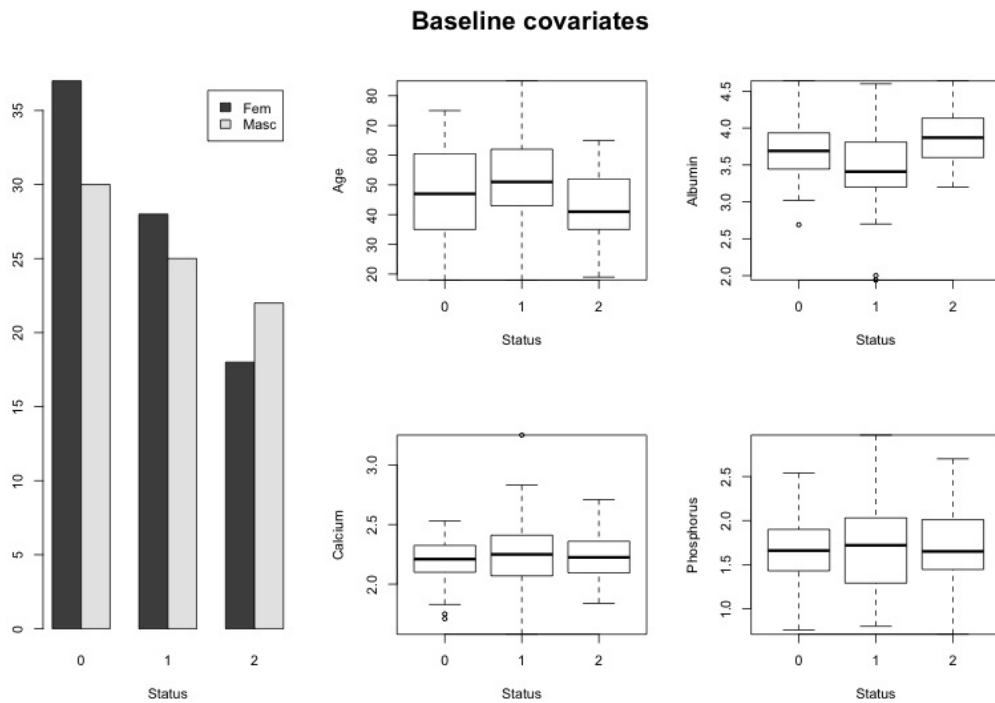 Baseline covariates
Fem
Masc
35
30
25
20
15
10
5
0
0 1 2
Status
Age
80
70
60
50
40
30
20
0 1 2
Status
Albumin
4.5
4.0
3.5
3.0
2.5
2.0
0 1 2
Status
Calcium
3.0
2.5
2.0
0 1 2
Status
Phosphorus
2.5
2.0
1.5
1.0
0 1 2
Status